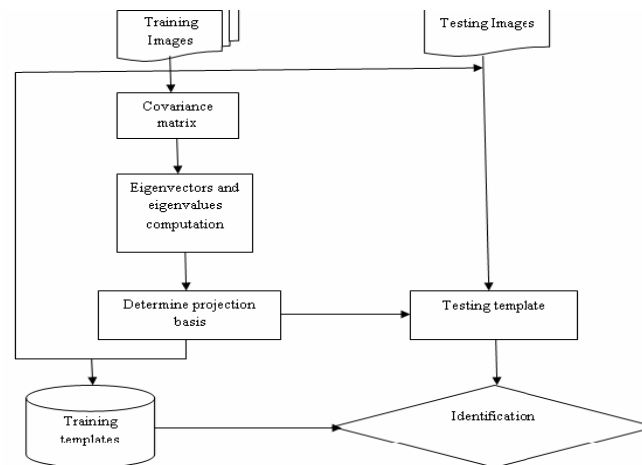 Training
Images
Testing Images
Covariance
matrix
Eigenvectors and
eigenvalues
computation
Determine projection
basis
Testing template
Training
templates
Identification